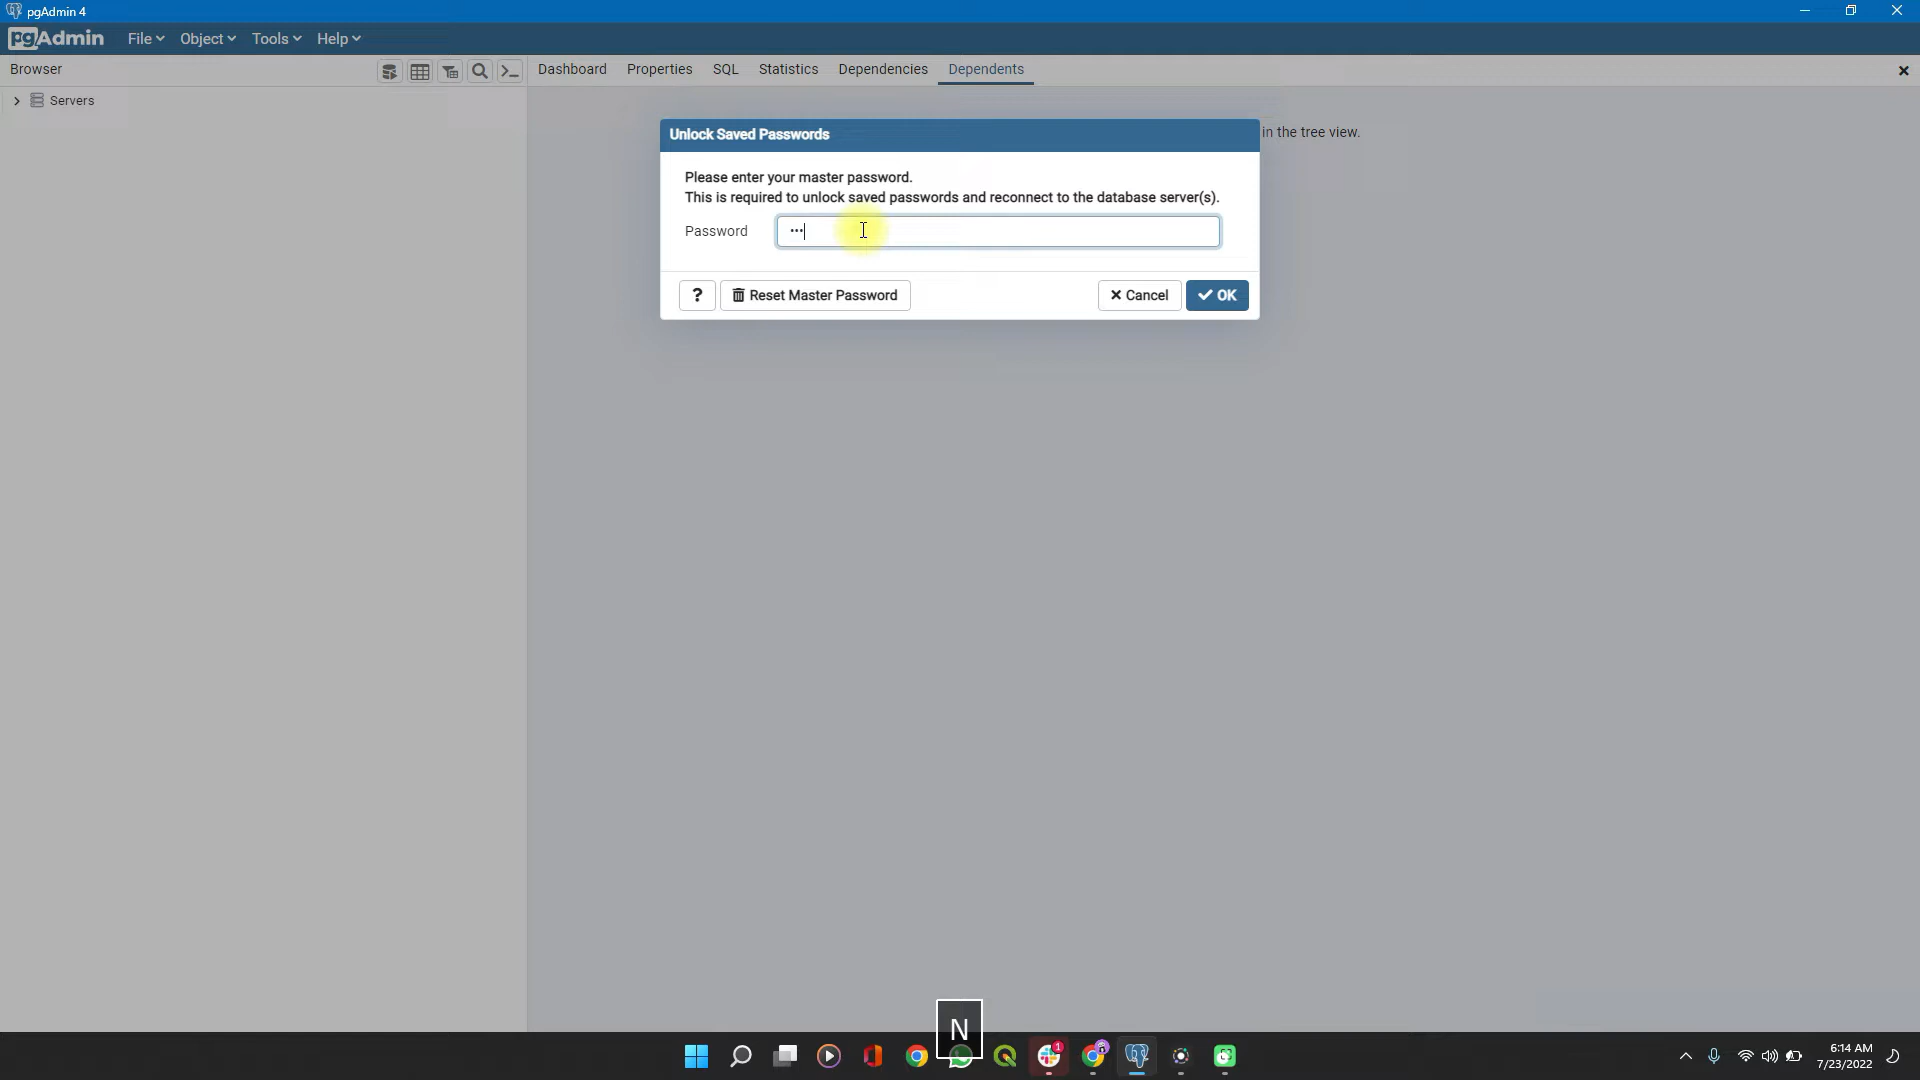 pgAdmin 4
pgAdmin File Object Tools Help
Browser Dashboard Properties SQL Statistics Dependencies Dependents
Servers
in the tree view.
Unlock Saved Passwords
Please enter your master password.
This is required to unlock saved passwords and reconnect to the database server(s).
Password •••
? Reset Master Password Cancel OK
N
1
6:14 AM
7/23/2022